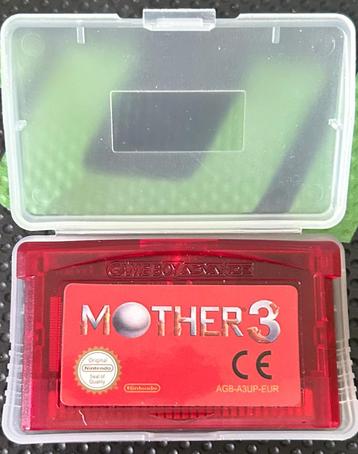 GAME BOY ADVANCE
MOTHER 3
Original
Nintendo
Seal of
Quality
Nintendo
CE
AGB-A3UP-EUR